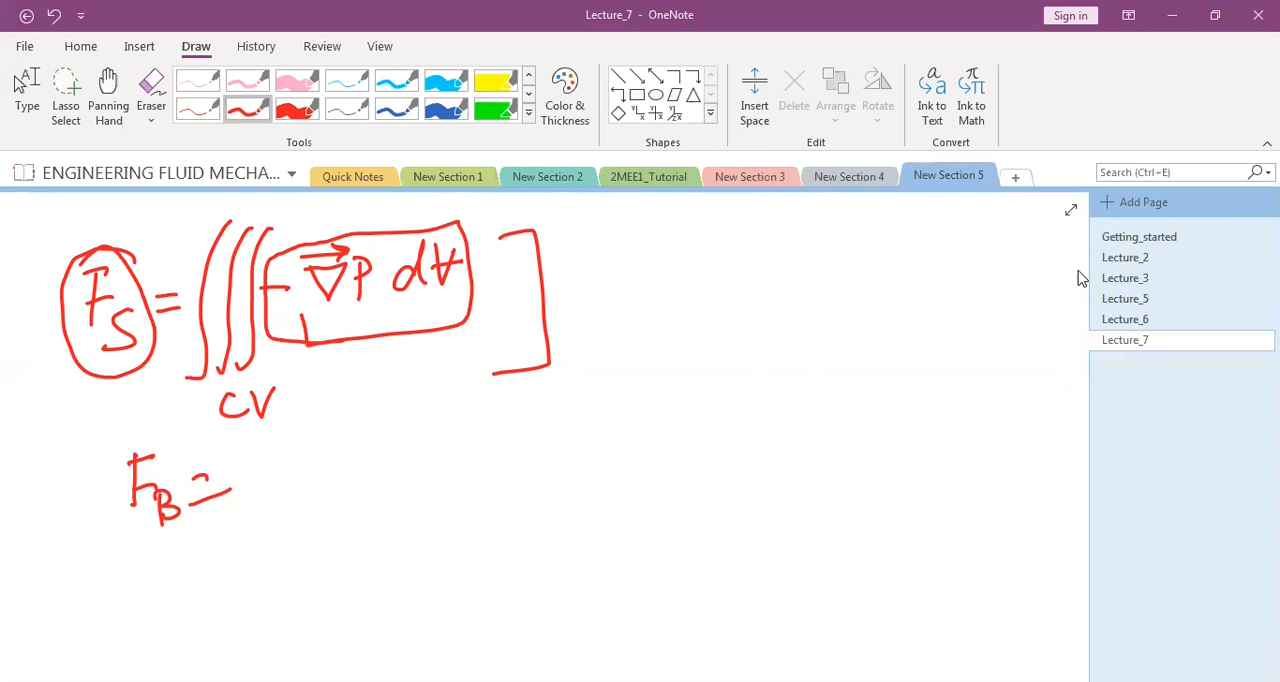 Lecture_7 - OneNote
Sign in
File Home Insert Draw History Review View
Type
Lasso Select
Panning Hand
Eraser
Color & Thickness
Insert Space
Delete
Arrange
Rotate
Ink to Text
Ink to Math
Tools Shapes Edit Convert
ENGINEERING FLUID MECHA... Quick Notes New Section 1 New Section 2 2MEE1_Tutorial New Section 3 New Section 4 New Section 5 Search (Ctrl+E)
Add Page
Getting_started
Lecture_2
Lecture_3
Lecture_5
Lecture_6
Lecture_7
F_S = ∭ - ∇P dV ]
CV
F_B =